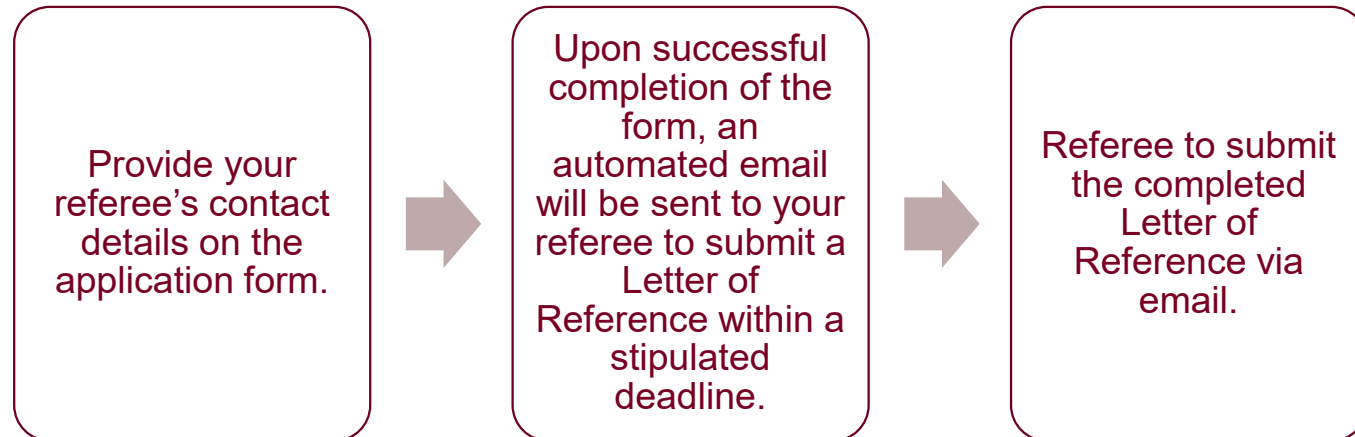 Provide your
referee’s contact
details on the
application form.
Upon successful
completion of the
form, an
automated email
will be sent to your
referee to submit a
Letter of
Reference within a
stipulated
deadline.
Referee to submit
the completed
Letter of
Reference via
email.